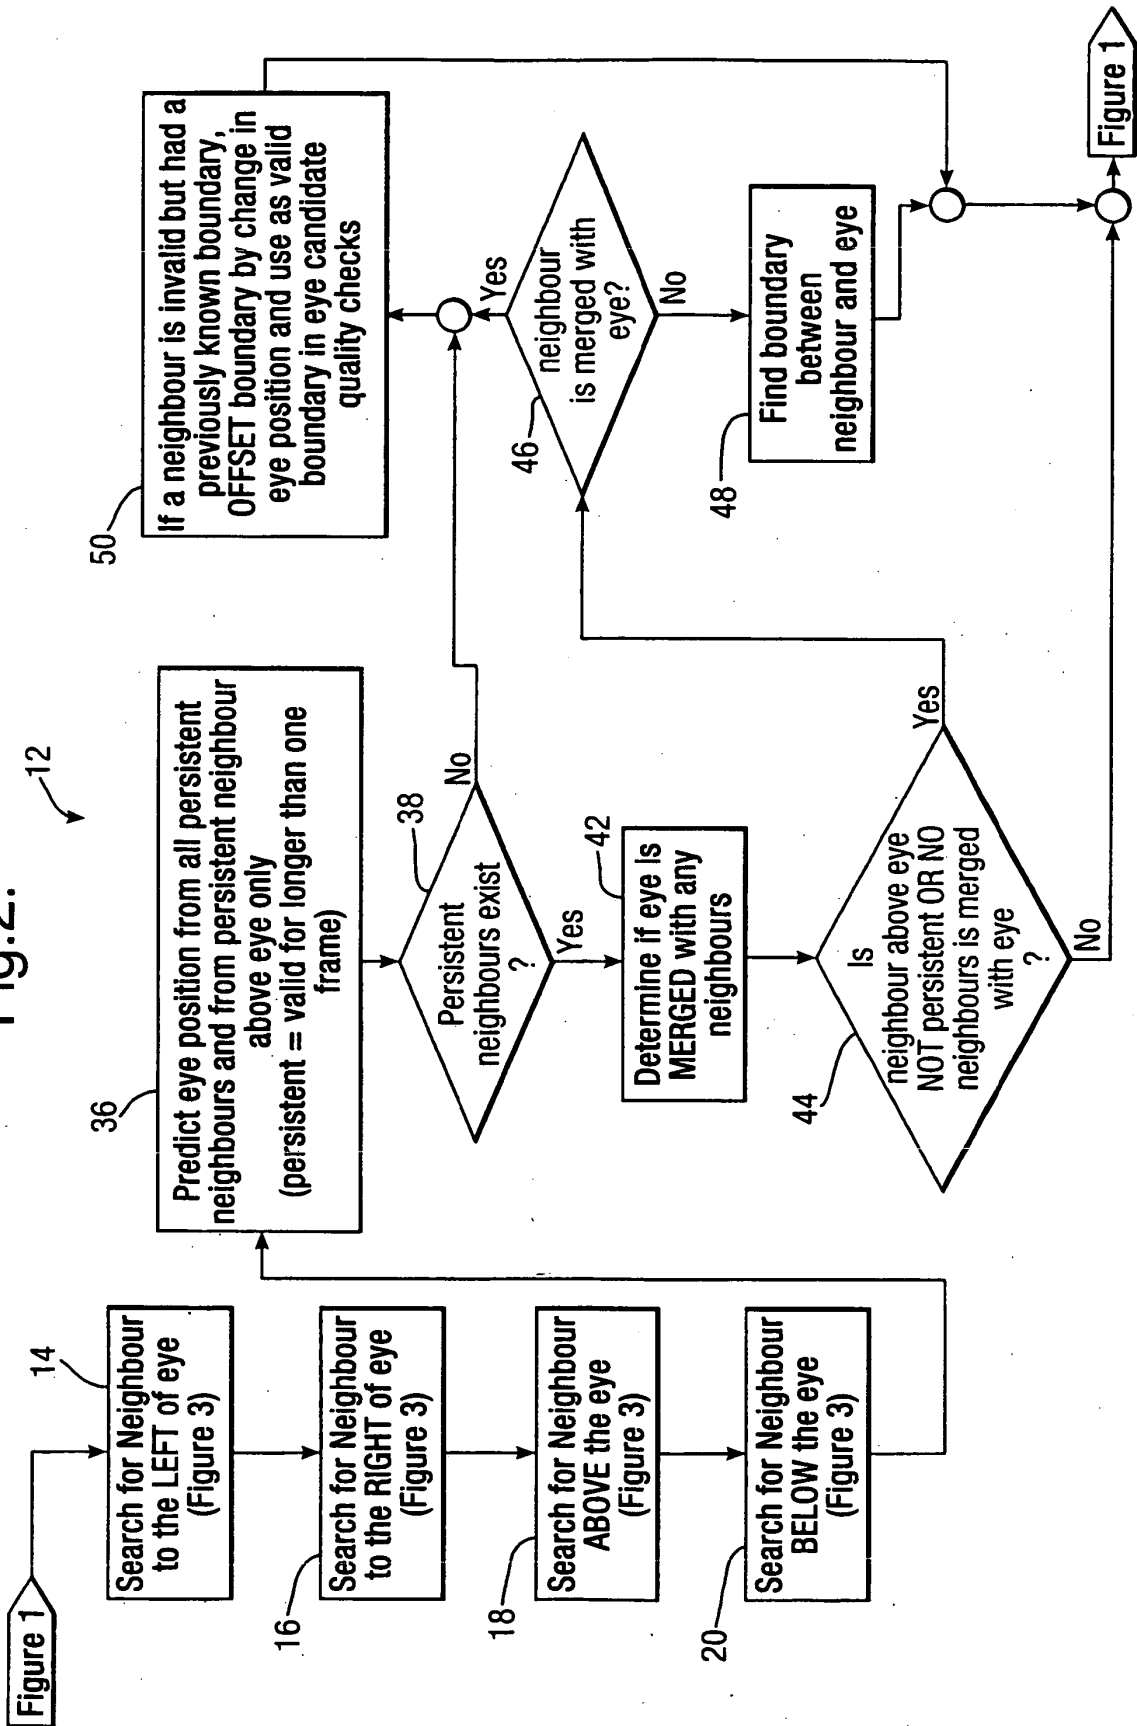 Fig.2.
12
Figure 1
14
Search for Neighbour
to the LEFT of eye
(Figure 3)
16
Search for Neighbour
to the RIGHT of eye
(Figure 3)
18
Search for Neighbour
ABOVE the eye
(Figure 3)
20
Search for Neighbour
BELOW the eye
(Figure 3)
36
Predict eye position from all persistent
neighbours and from persistent neighbour
above eye only
(persistent = valid for longer than one
frame)
38
Persistent
neighbours exist
?
No
Yes
42
Determine if eye Is
MERGED with any
neighbours
44
Is
neighbour above eye
NOT persistent OR NO
neighbours is merged
with eye
?
Yes
No
50
If a neighbour is invalid but had a
previously known boundary,
OFFSET boundary by change in
eye position and use as valid
boundary in eye candidate
quality checks
46
neighbour
is merged with
eye?
Yes
No
48
Find boundary
between
neighbour and eye
Figure 1